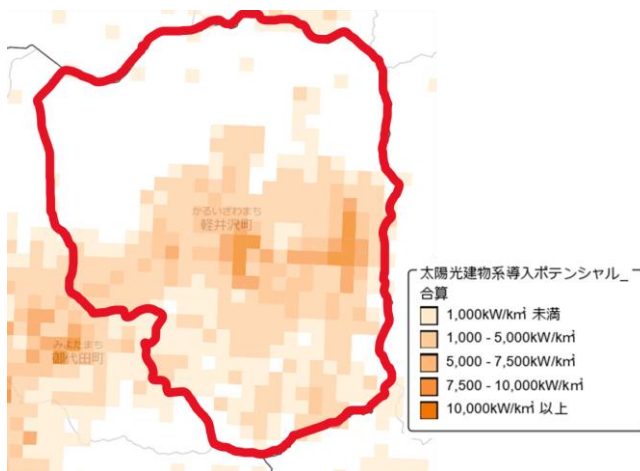 かるいざわまち
軽井沢町
みよたまち
御代田町
太陽光建物系導入ポテンシャル_
合算
1,000kW/k㎡ 未満
1,000 - 5,000kW/k㎡
5,000 - 7,500kW/k㎡
7,500 - 10,000kW/k㎡
10,000kW/k㎡ 以上